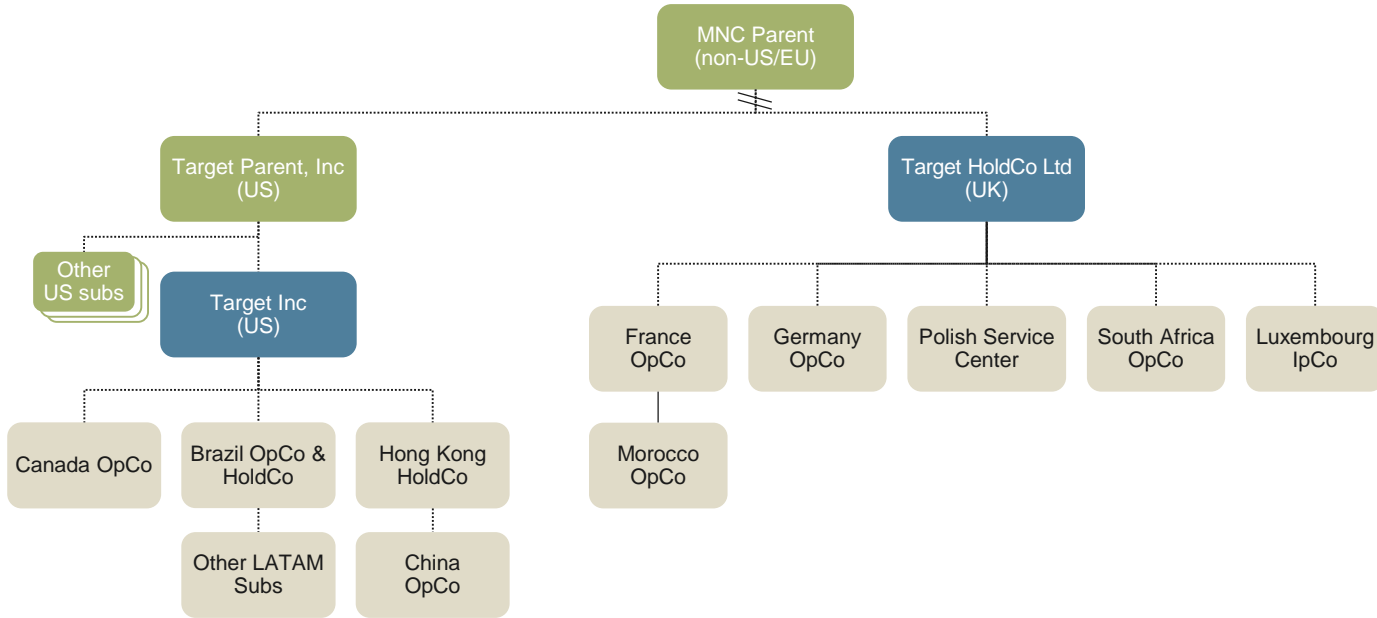 MNC Parent
(non-US/EU)
Target Parent, Inc
(US)
Target HoldCo Ltd
(UK)
Other
US subs
Target Inc
(US)
France
OpCo
Germany
OpCo
Polish Service
Center
South Africa
OpCo
Luxembourg
IpCo
Canada OpCo
Brazil OpCo &
HoldCo
Hong Kong
HoldCo
Morocco
OpCo
Other LATAM
Subs
China
OpCo